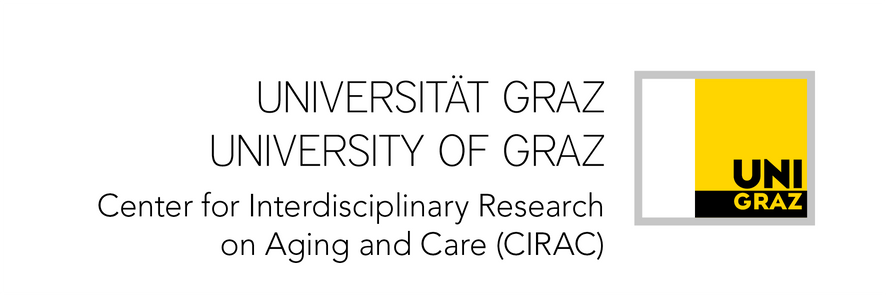 UNIVERSITÄT GRAZ
UNIVERSITY OF GRAZ
Center for Interdisciplinary Research
on Aging and Care (CIRAC)
UNI
GRAZ